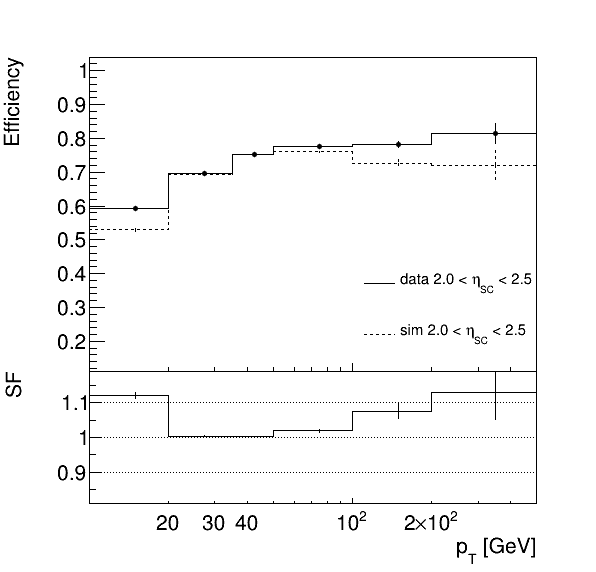 Efficiency
1
0.9
0.8
0.7
0.6
0.5
0.4
0.3
0.2
data 2.0 < η_SC < 2.5
sim 2.0 < η_SC < 2.5
SF
1.1
1
0.9
20 30 40 10² 2×10²
p_T [GeV]